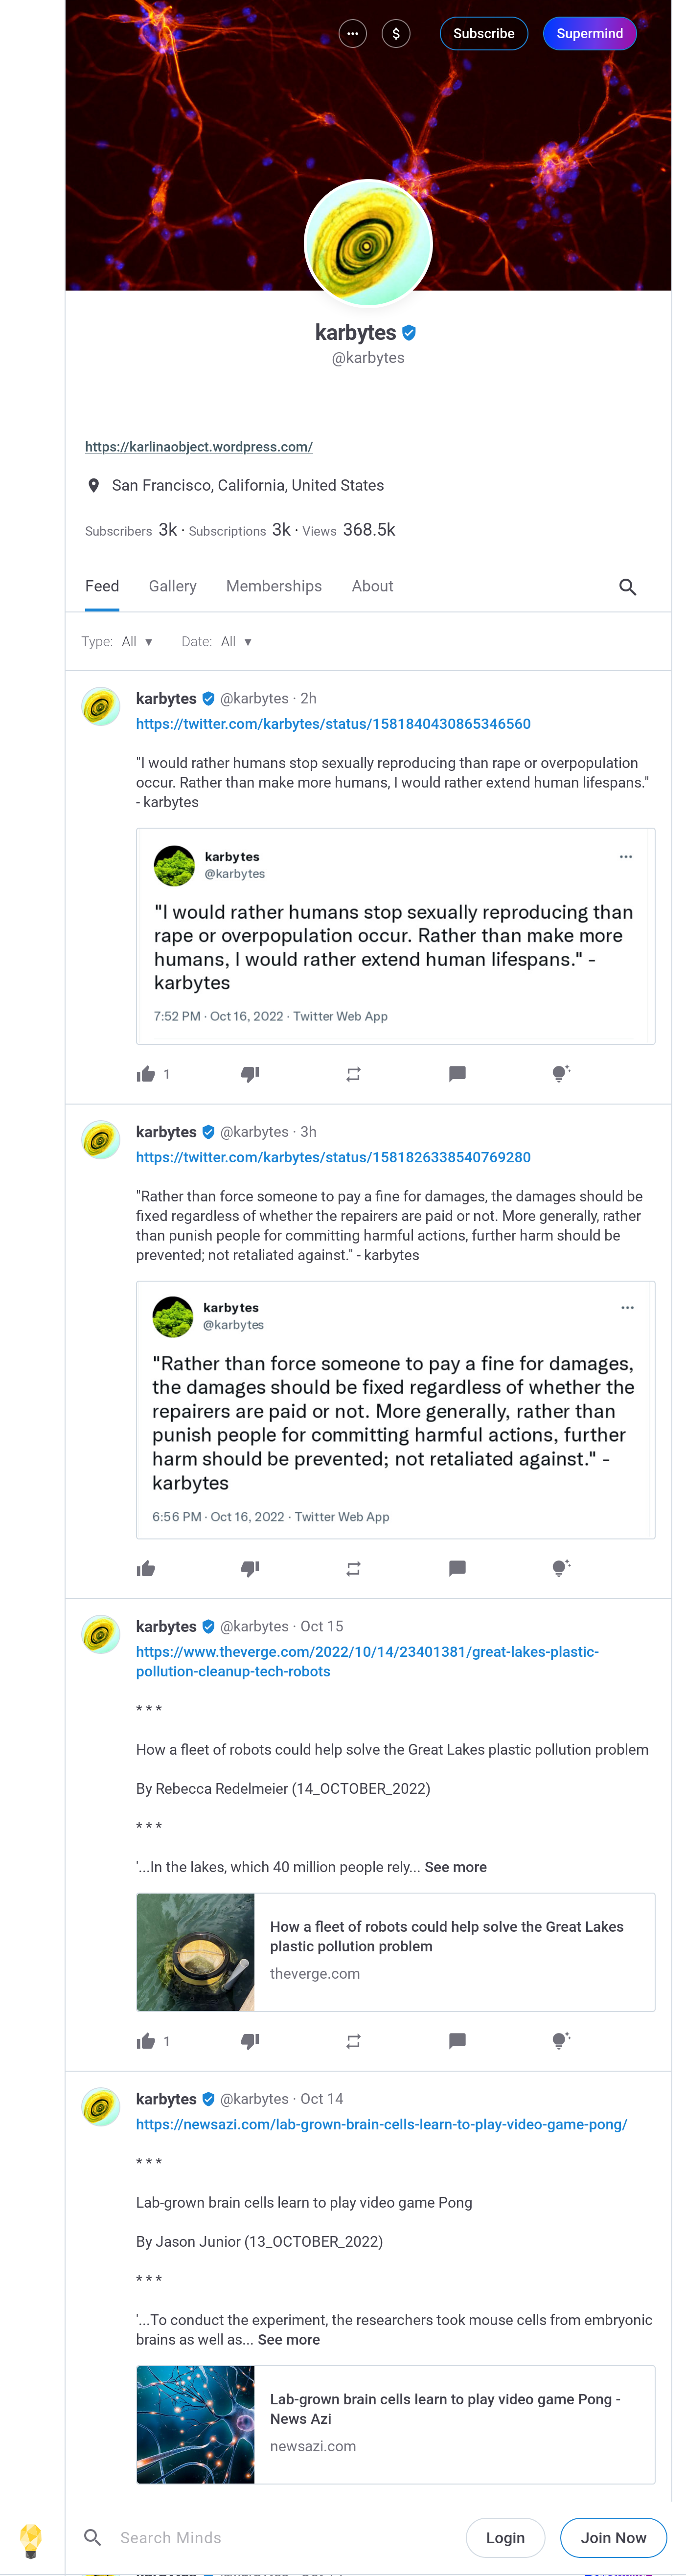 Subscribe
Supermind
karbytes
@karbytes
https://karlinaobject.wordpress.com/
San Francisco, California, United States
Subscribers 3k · Subscriptions 3k · Views 368.5k
Feed Gallery Memberships About
Type: All ▾ Date: All ▾
karbytes @karbytes · 2h
https://twitter.com/karbytes/status/1581840430865346560
"I would rather humans stop sexually reproducing than rape or overpopulation
occur. Rather than make more humans, I would rather extend human lifespans."
- karbytes
karbytes
@karbytes
"I would rather humans stop sexually reproducing than
rape or overpopulation occur. Rather than make more
humans, I would rather extend human lifespans." -
karbytes
7:52 PM · Oct 16, 2022 · Twitter Web App
1
karbytes @karbytes · 3h
https://twitter.com/karbytes/status/1581826338540769280
"Rather than force someone to pay a fine for damages, the damages should be
fixed regardless of whether the repairers are paid or not. More generally, rather
than punish people for committing harmful actions, further harm should be
prevented; not retaliated against." - karbytes
karbytes
@karbytes
"Rather than force someone to pay a fine for damages,
the damages should be fixed regardless of whether the
repairers are paid or not. More generally, rather than
punish people for committing harmful actions, further
harm should be prevented; not retaliated against." -
karbytes
6:56 PM · Oct 16, 2022 · Twitter Web App
karbytes @karbytes · Oct 15
https://www.theverge.com/2022/10/14/23401381/great-lakes-plastic-
pollution-cleanup-tech-robots
* * *
How a fleet of robots could help solve the Great Lakes plastic pollution problem
By Rebecca Redelmeier (14_OCTOBER_2022)
* * *
'...In the lakes, which 40 million people rely... See more
How a fleet of robots could help solve the Great Lakes
plastic pollution problem
theverge.com
1
karbytes @karbytes · Oct 14
https://newsazi.com/lab-grown-brain-cells-learn-to-play-video-game-pong/
* * *
Lab-grown brain cells learn to play video game Pong
By Jason Junior (13_OCTOBER_2022)
* * *
'...To conduct the experiment, the researchers took mouse cells from embryonic
brains as well as... See more
Lab-grown brain cells learn to play video game Pong -
News Azi
newsazi.com
Search Minds
Login
Join Now